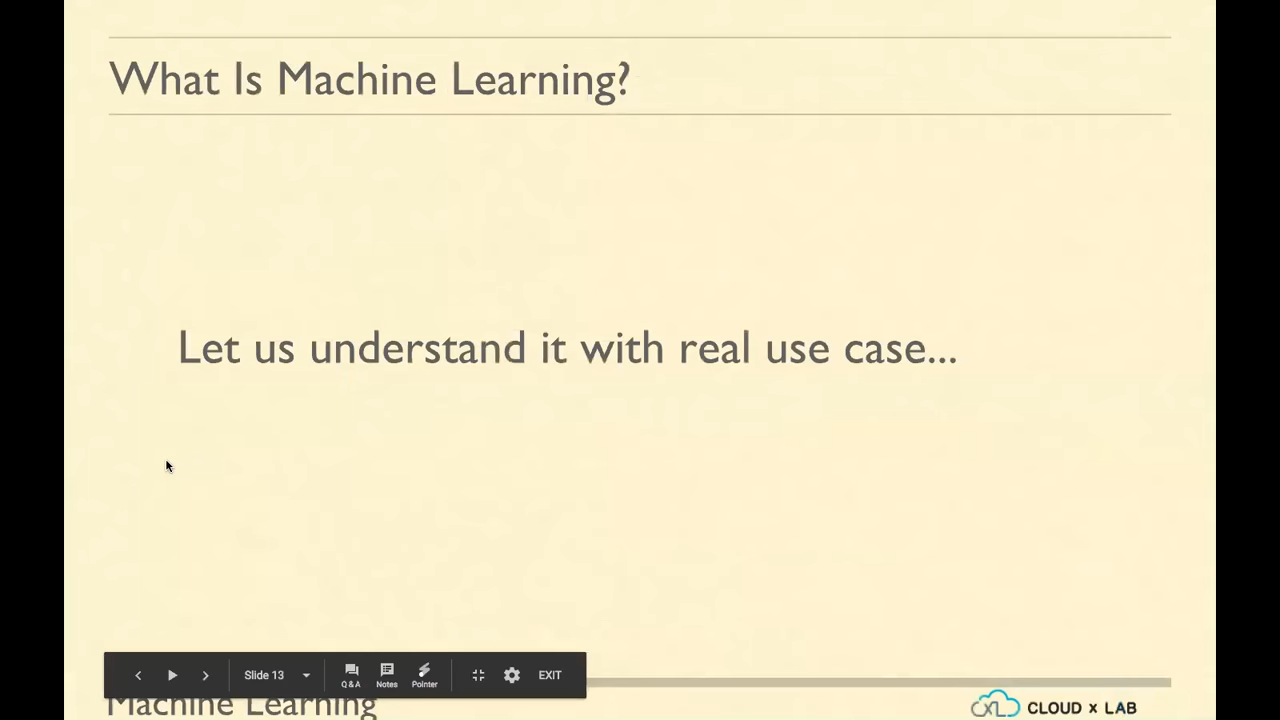 What Is Machine Learning?
Let us understand it with real use case...
Slide 13
Q&A
Notes
Pointer
EXIT
Machine Learning
CXL CLOUD x LAB